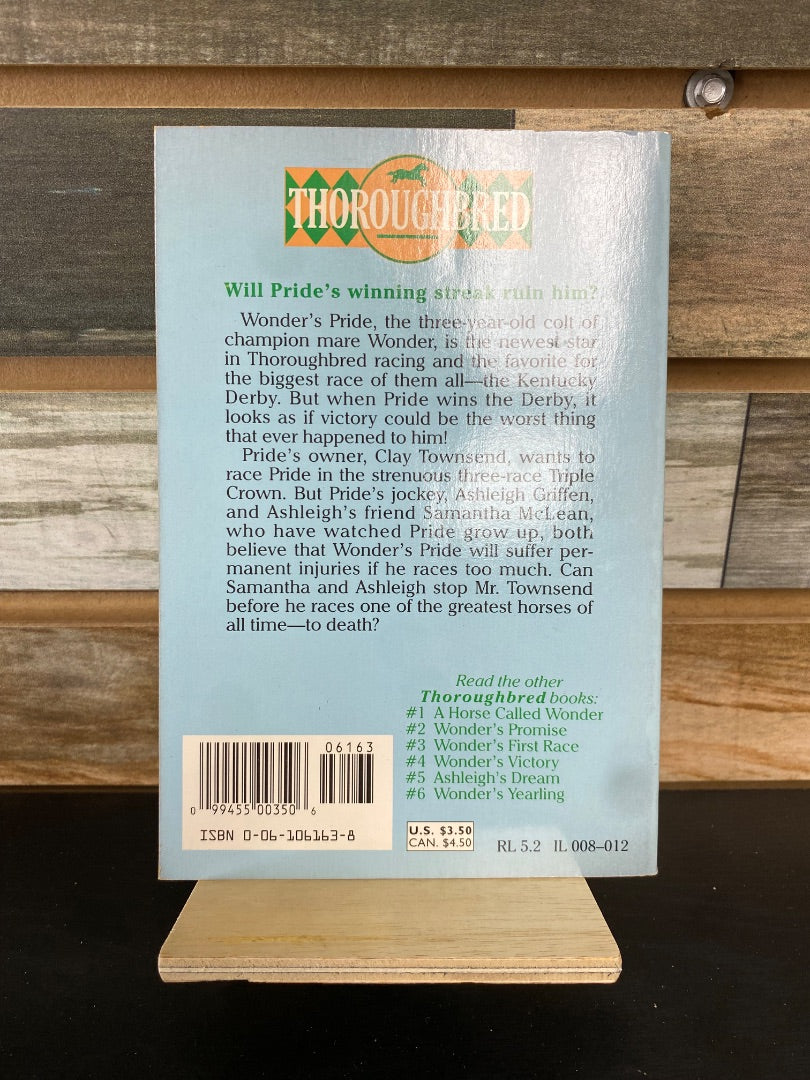 THOROUGHBRED
Will Pride's winning streak ruin him?
Wonder's Pride, the three-year-old colt of
champion mare Wonder, is the newest star
in Thoroughbred racing and the favorite for
the biggest race of them all—the Kentucky
Derby. But when Pride wins the Derby, it
looks as if victory could be the worst thing
that ever happened to him!
Pride's owner, Clay Townsend, wants to
race Pride in the strenuous three-race Triple
Crown. But Pride's jockey, Ashleigh Griffen,
and Ashleigh's friend Samantha McLean,
who have watched Pride grow up, both
believe that Wonder's Pride will suffer per-
manent injuries if he races too much. Can
Samantha and Ashleigh stop Mr. Townsend
before he races one of the greatest horses of
all time—to death?
Read the other
Thoroughbred books:
#1 A Horse Called Wonder
#2 Wonder's Promise
#3 Wonder's First Race
#4 Wonder's Victory
#5 Ashleigh's Dream
#6 Wonder's Yearling
06163
0 99455 00350 6
ISBN 0-06-106163-8
U.S. $3.50
CAN. $4.50
RL 5.2 IL 008–012